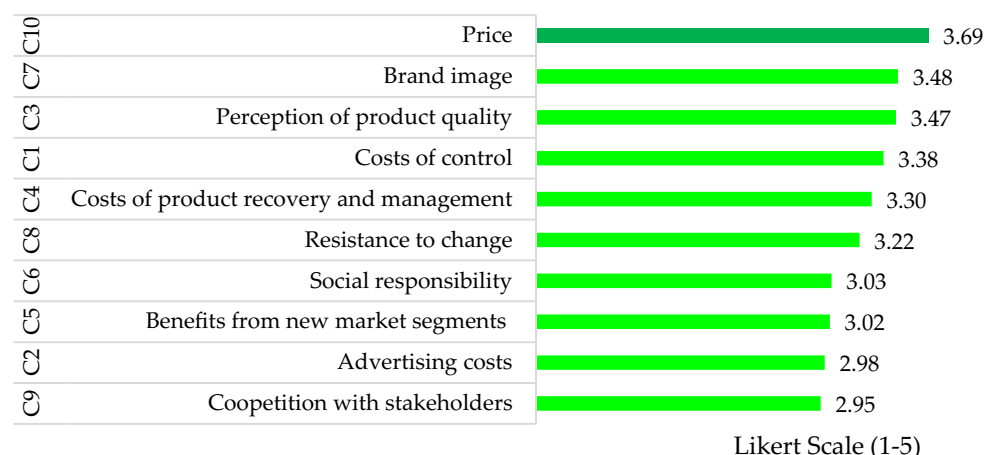 C10 Price 3.69
C7 Brand image 3.48
C3 Perception of product quality 3.47
C1 Costs of control 3.38
C4 Costs of product recovery and management 3.30
C8 Resistance to change 3.22
C6 Social responsibility 3.03
C5 Benefits from new market segments 3.02
C2 Advertising costs 2.98
C9 Coopetition with stakeholders 2.95
Likert Scale (1-5)